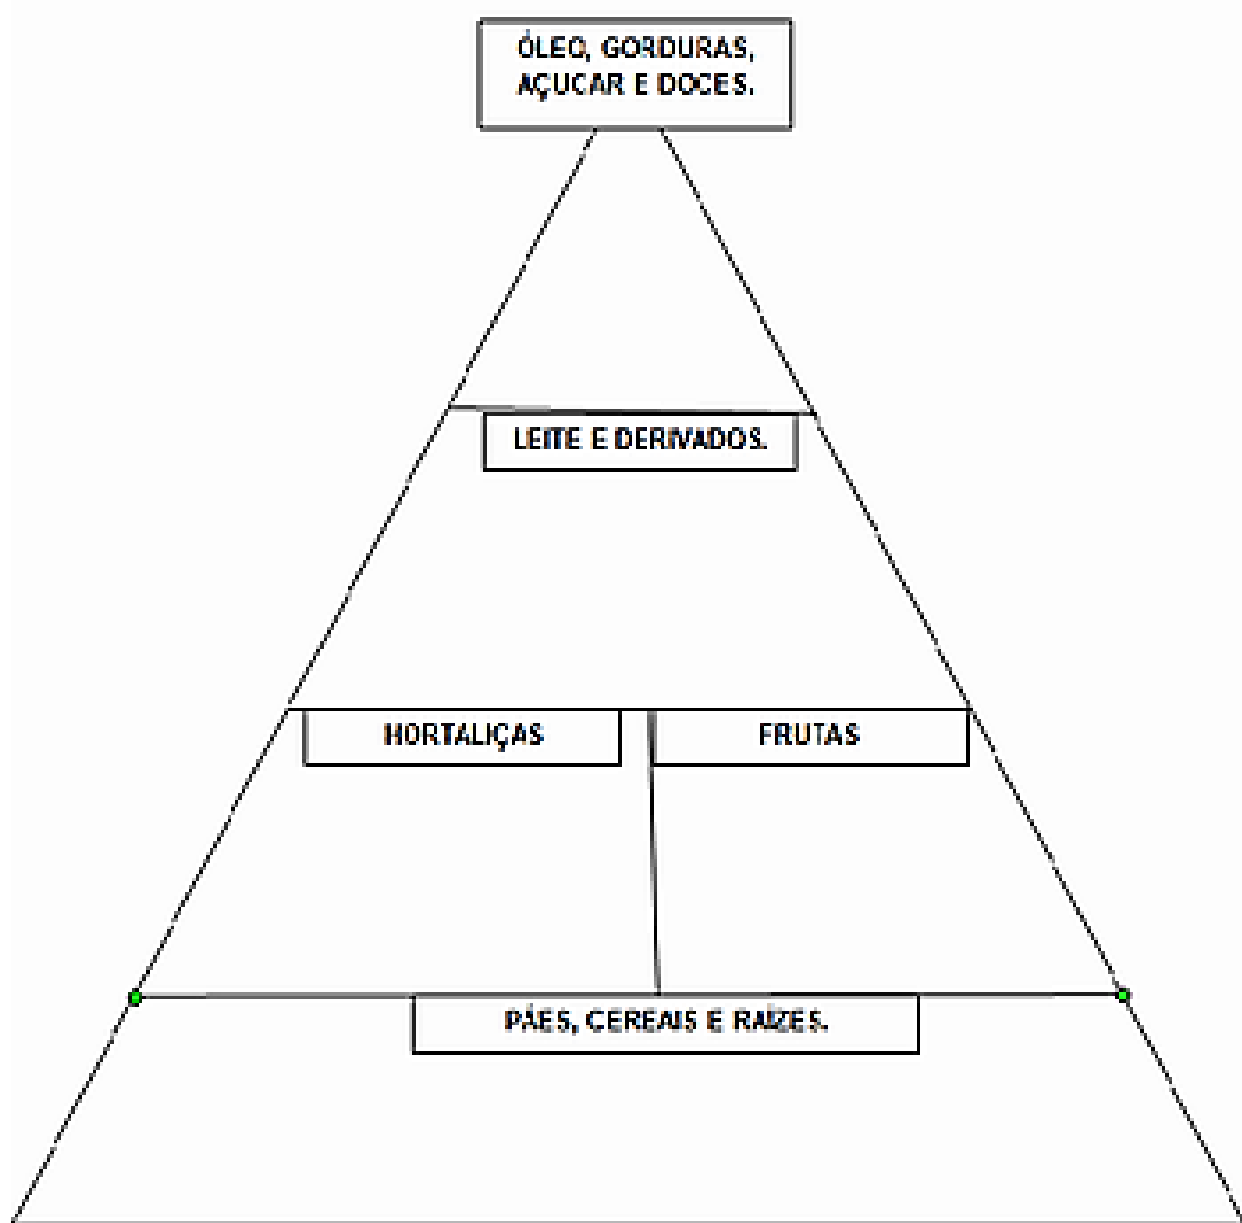 ÓLEO, GORDURAS,
AÇUCAR E DOCES.
LEITE E DERIVADOS.
HORTALIÇAS
FRUTAS
PÃES, CEREAIS E RAÍZES.